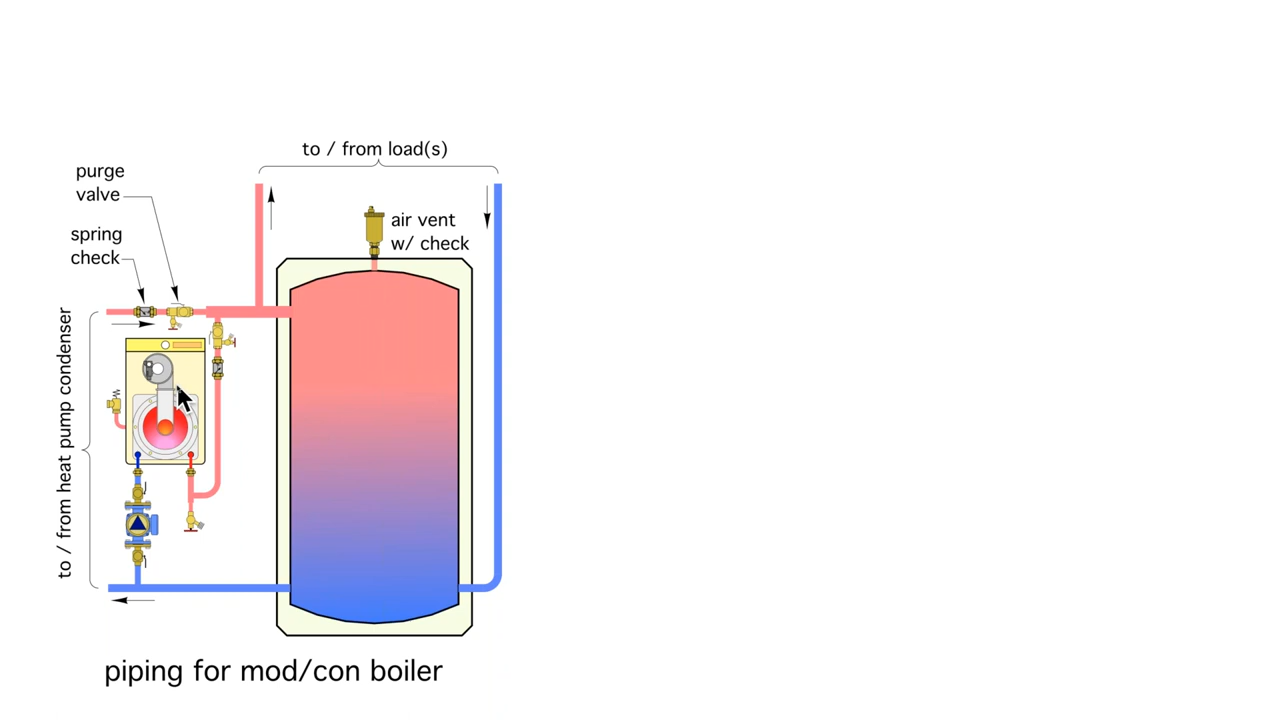 to / from load(s)
purge
valve
air vent
w/ check
spring
check
to / from heat pump condenser
piping for mod/con boiler